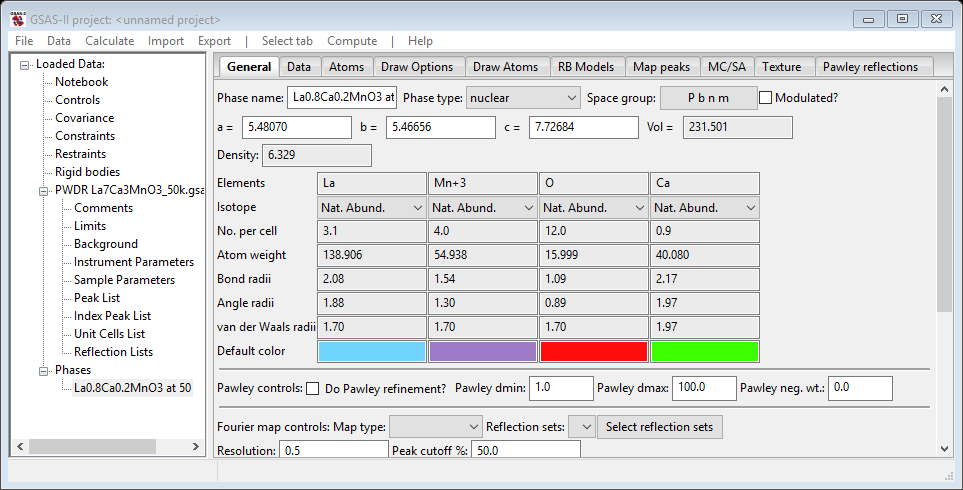 GSAS-II project: <unnamed project>
File Data Calculate Import Export | Select tab Compute | Help
Loaded Data:
Notebook
Controls
Covariance
Constraints
Restraints
Rigid bodies
PWDR La7Ca3MnO3_50k.gsa
Comments
Limits
Background
Instrument Parameters
Sample Parameters
Peak List
Index Peak List
Unit Cells List
Reflection Lists
Phases
La0.8Ca0.2MnO3 at 50
General Data Atoms Draw Options Draw Atoms RB Models Map peaks MC/SA Texture Pawley reflections
Phase name: La0.8Ca0.2MnO3 at Phase type: nuclear Space group: P b n m Modulated?
a = 5.48070 b = 5.46656 c = 7.72684 Vol = 231.501
Density: 6.329
Elements La Mn+3 O Ca
Isotope Nat. Abund. Nat. Abund. Nat. Abund. Nat. Abund.
No. per cell 3.1 4.0 12.0 0.9
Atom weight 138.906 54.938 15.999 40.080
Bond radii 2.08 1.54 1.09 2.17
Angle radii 1.88 1.30 0.89 1.97
van der Waals radii 1.70 1.70 1.70 1.97
Default color
Pawley controls: Do Pawley refinement? Pawley dmin: 1.0 Pawley dmax: 100.0 Pawley neg. wt.: 0.0
Fourier map controls: Map type: Reflection sets: Select reflection sets
Resolution: 0.5 Peak cutoff %: 50.0